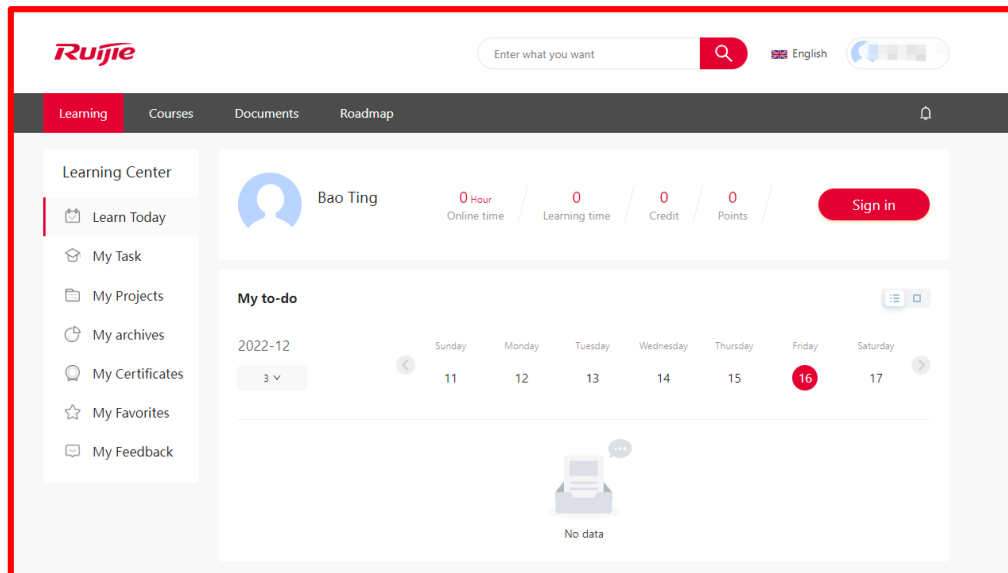 Ruijie
Enter what you want
English
Learning Courses Documents Roadmap
Learning Center
Learn Today
My Task
My Projects
My archives
My Certificates
My Favorites
My Feedback
Bao Ting
0 Hour
Online time
0
Learning time
0
Credit
0
Points
Sign in
My to-do
2022-12
3
Sunday Monday Tuesday Wednesday Thursday Friday Saturday
11 12 13 14 15 16 17
No data